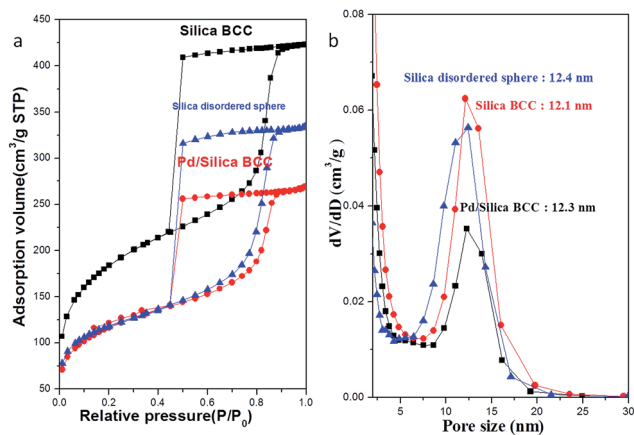 a
Silica BCC
Silica disordered sphere
Pd/Silica BCC
Adsorption volume(cm³/g STP)
450
400
350
300
250
200
150
100
50
0.0 0.2 0.4 0.6 0.8 1.0
Relative pressure(P/P₀)
b
Silica disordered sphere : 12.4 nm
Silica BCC : 12.1 nm
Pd/Silica BCC : 12.3 nm
dV/dD (cm³/g )
0.08
0.06
0.04
0.02
0.00
5 10 15 20 25 30
Pore size (nm)